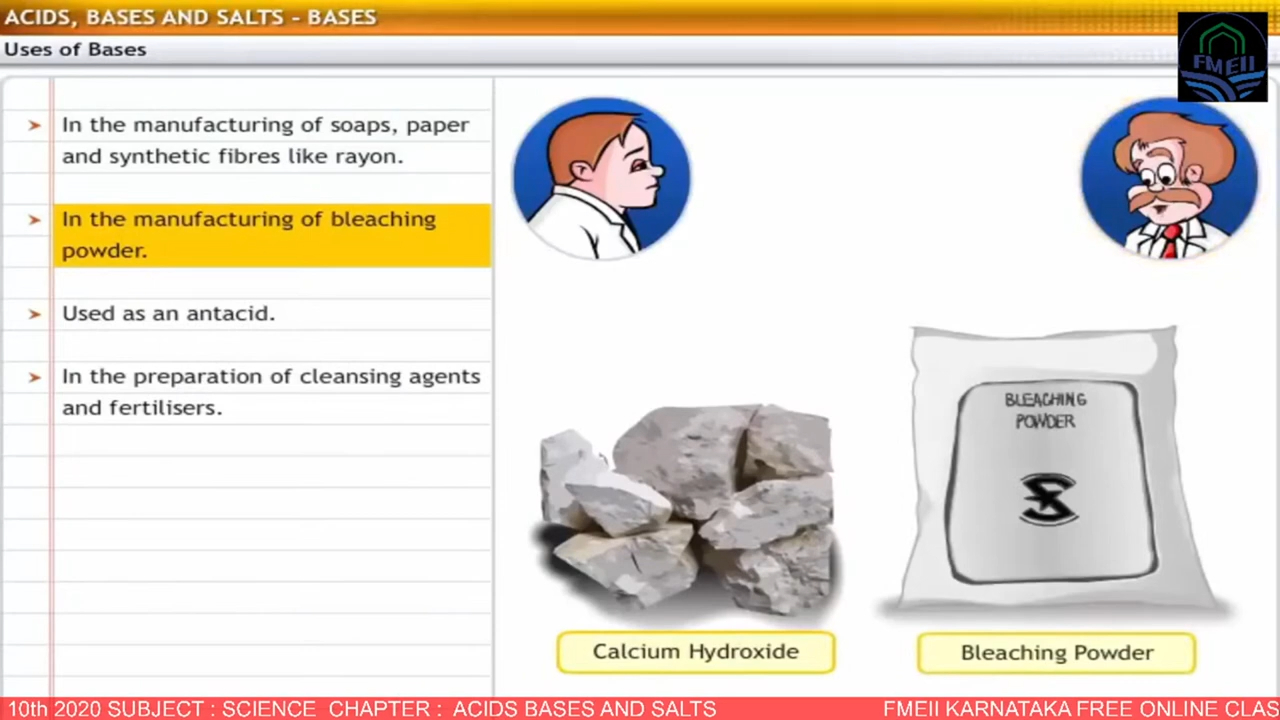 ACIDS, BASES AND SALTS - BASES
Uses of Bases
FMEII
In the manufacturing of soaps, paper
and synthetic fibres like rayon.
In the manufacturing of bleaching
powder.
Used as an antacid.
In the preparation of cleansing agents
and fertilisers.
BLEACHING
POWDER
Calcium Hydroxide
Bleaching Powder
10th 2020 SUBJECT : SCIENCE CHAPTER : ACIDS BASES AND SALTS FMEII KARNATAKA FREE ONLINE CLAS